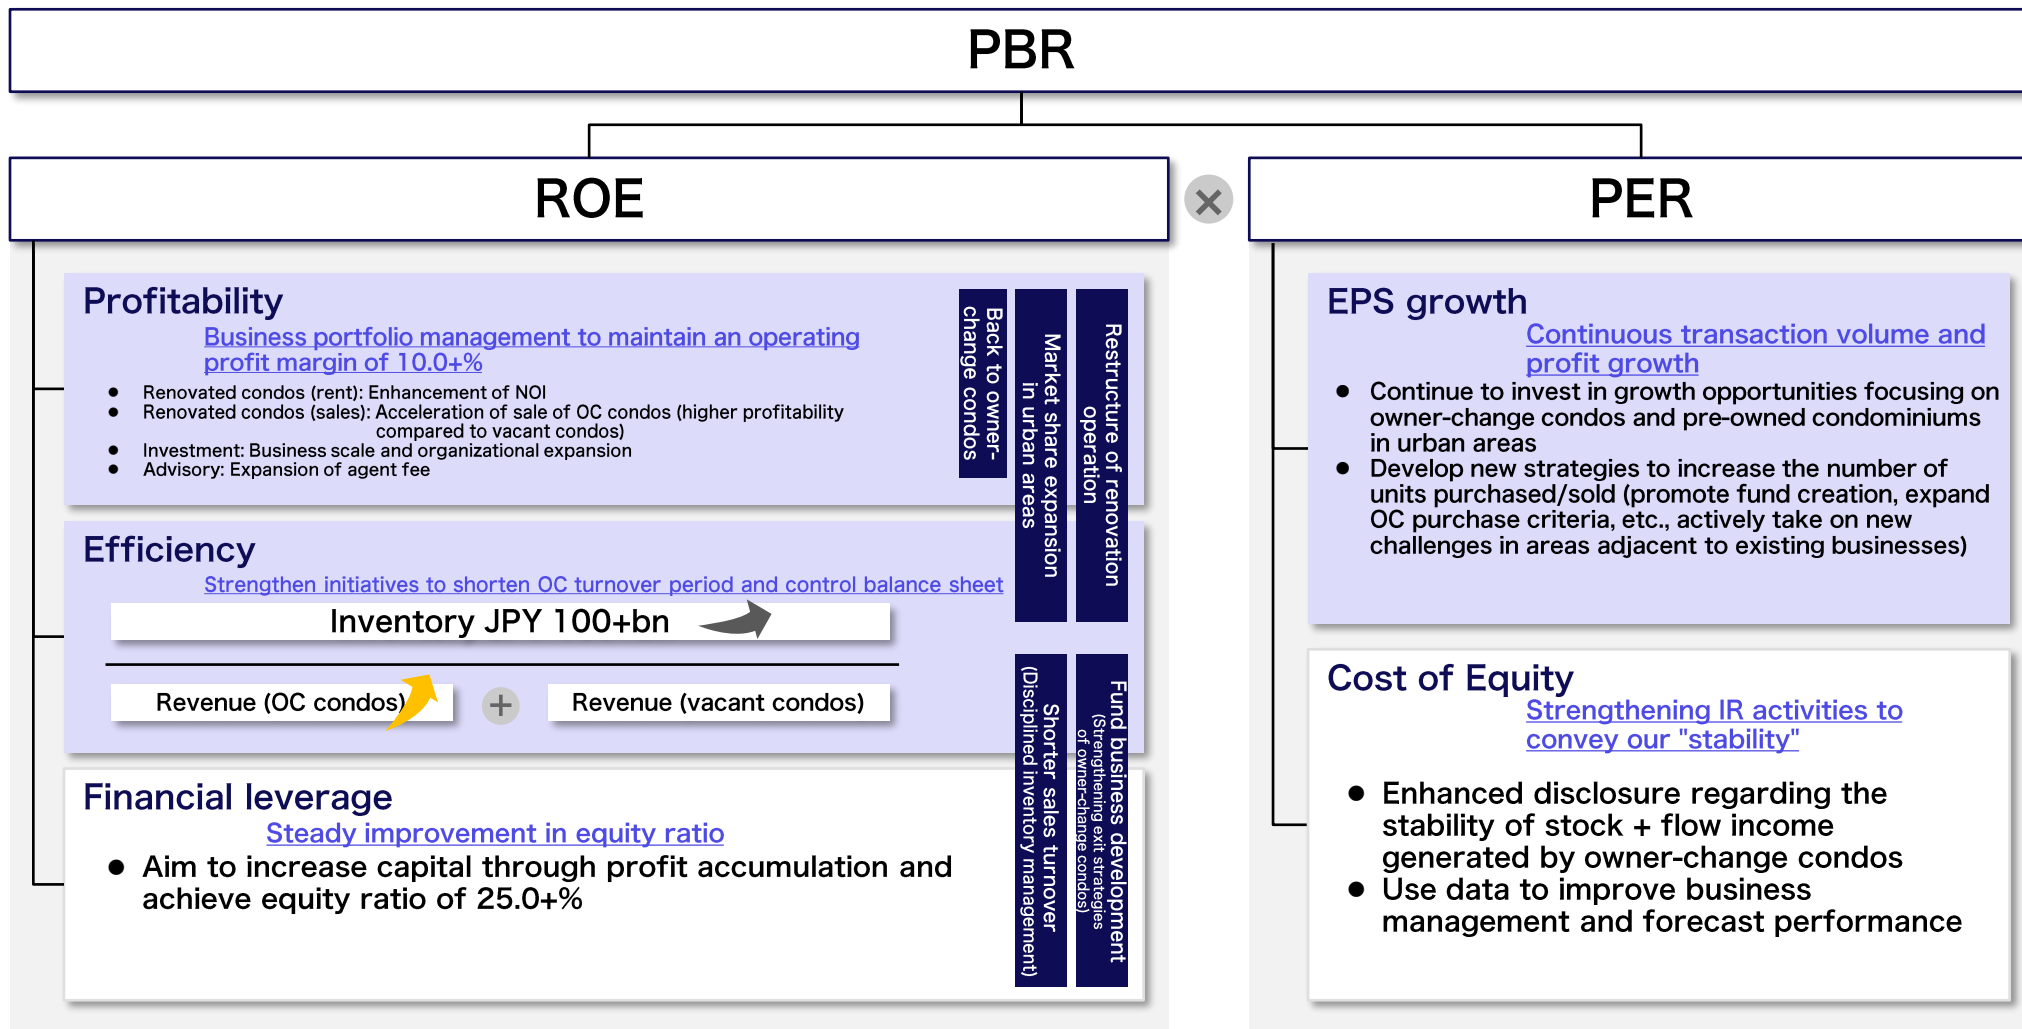 PBR
ROE
×
PER
Profitability
Business portfolio management to maintain an operating
profit margin of 10.0+%
● Renovated condos (rent): Enhancement of NOI
● Renovated condos (sales): Acceleration of sale of OC condos (higher profitability
compared to vacant condos)
● Investment: Business scale and organizational expansion
● Advisory: Expansion of agent fee
Back to owner-
change condos
Market share expansion
in urban areas
Restructure of renovation
operation
Efficiency
Strengthen initiatives to shorten OC turnover period and control balance sheet
Inventory JPY 100+bn
Revenue (OC condos)
+
Revenue (vacant condos)
Shorter sales turnover
(Disciplined inventory management)
Fund business development
(Strengthening exit strategies
of owner-change condos)
Financial leverage
Steady improvement in equity ratio
● Aim to increase capital through profit accumulation and
achieve equity ratio of 25.0+%
EPS growth
Continuous transaction volume and
profit growth
● Continue to invest in growth opportunities focusing on
owner-change condos and pre-owned condominiums
in urban areas
● Develop new strategies to increase the number of
units purchased/sold (promote fund creation, expand
OC purchase criteria, etc., actively take on new
challenges in areas adjacent to existing businesses)
Cost of Equity
Strengthening IR activities to
convey our "stability"
● Enhanced disclosure regarding the
stability of stock + flow income
generated by owner-change condos
● Use data to improve business
management and forecast performance